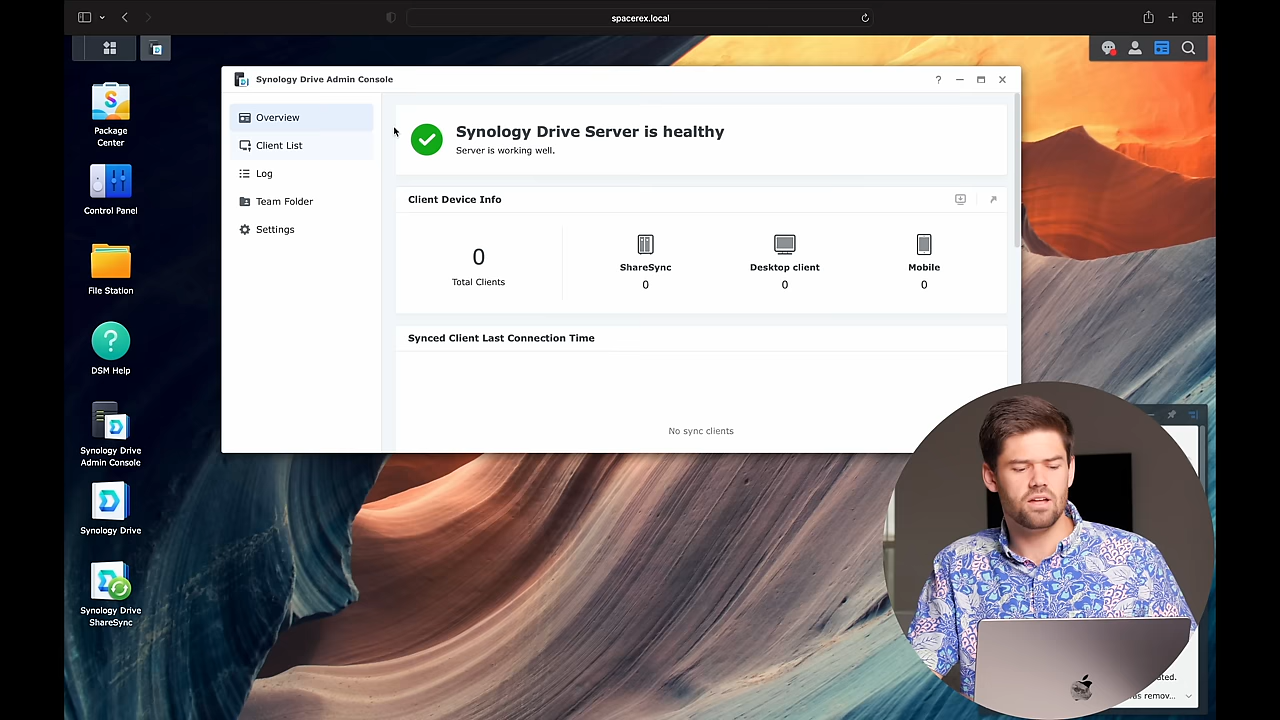 spacerex.local
Synology Drive Admin Console
?
Overview
Client List
Log
Team Folder
Settings
Synology Drive Server is healthy
Server is working well.
Client Device Info
0
Total Clients
ShareSync
0
Desktop client
0
Mobile
0
Synced Client Last Connection Time
No sync clients
Package
Center
Control Panel
File Station
?
DSM Help
Synology Drive
Admin Console
Synology Drive
Synology Drive
ShareSync
remov...